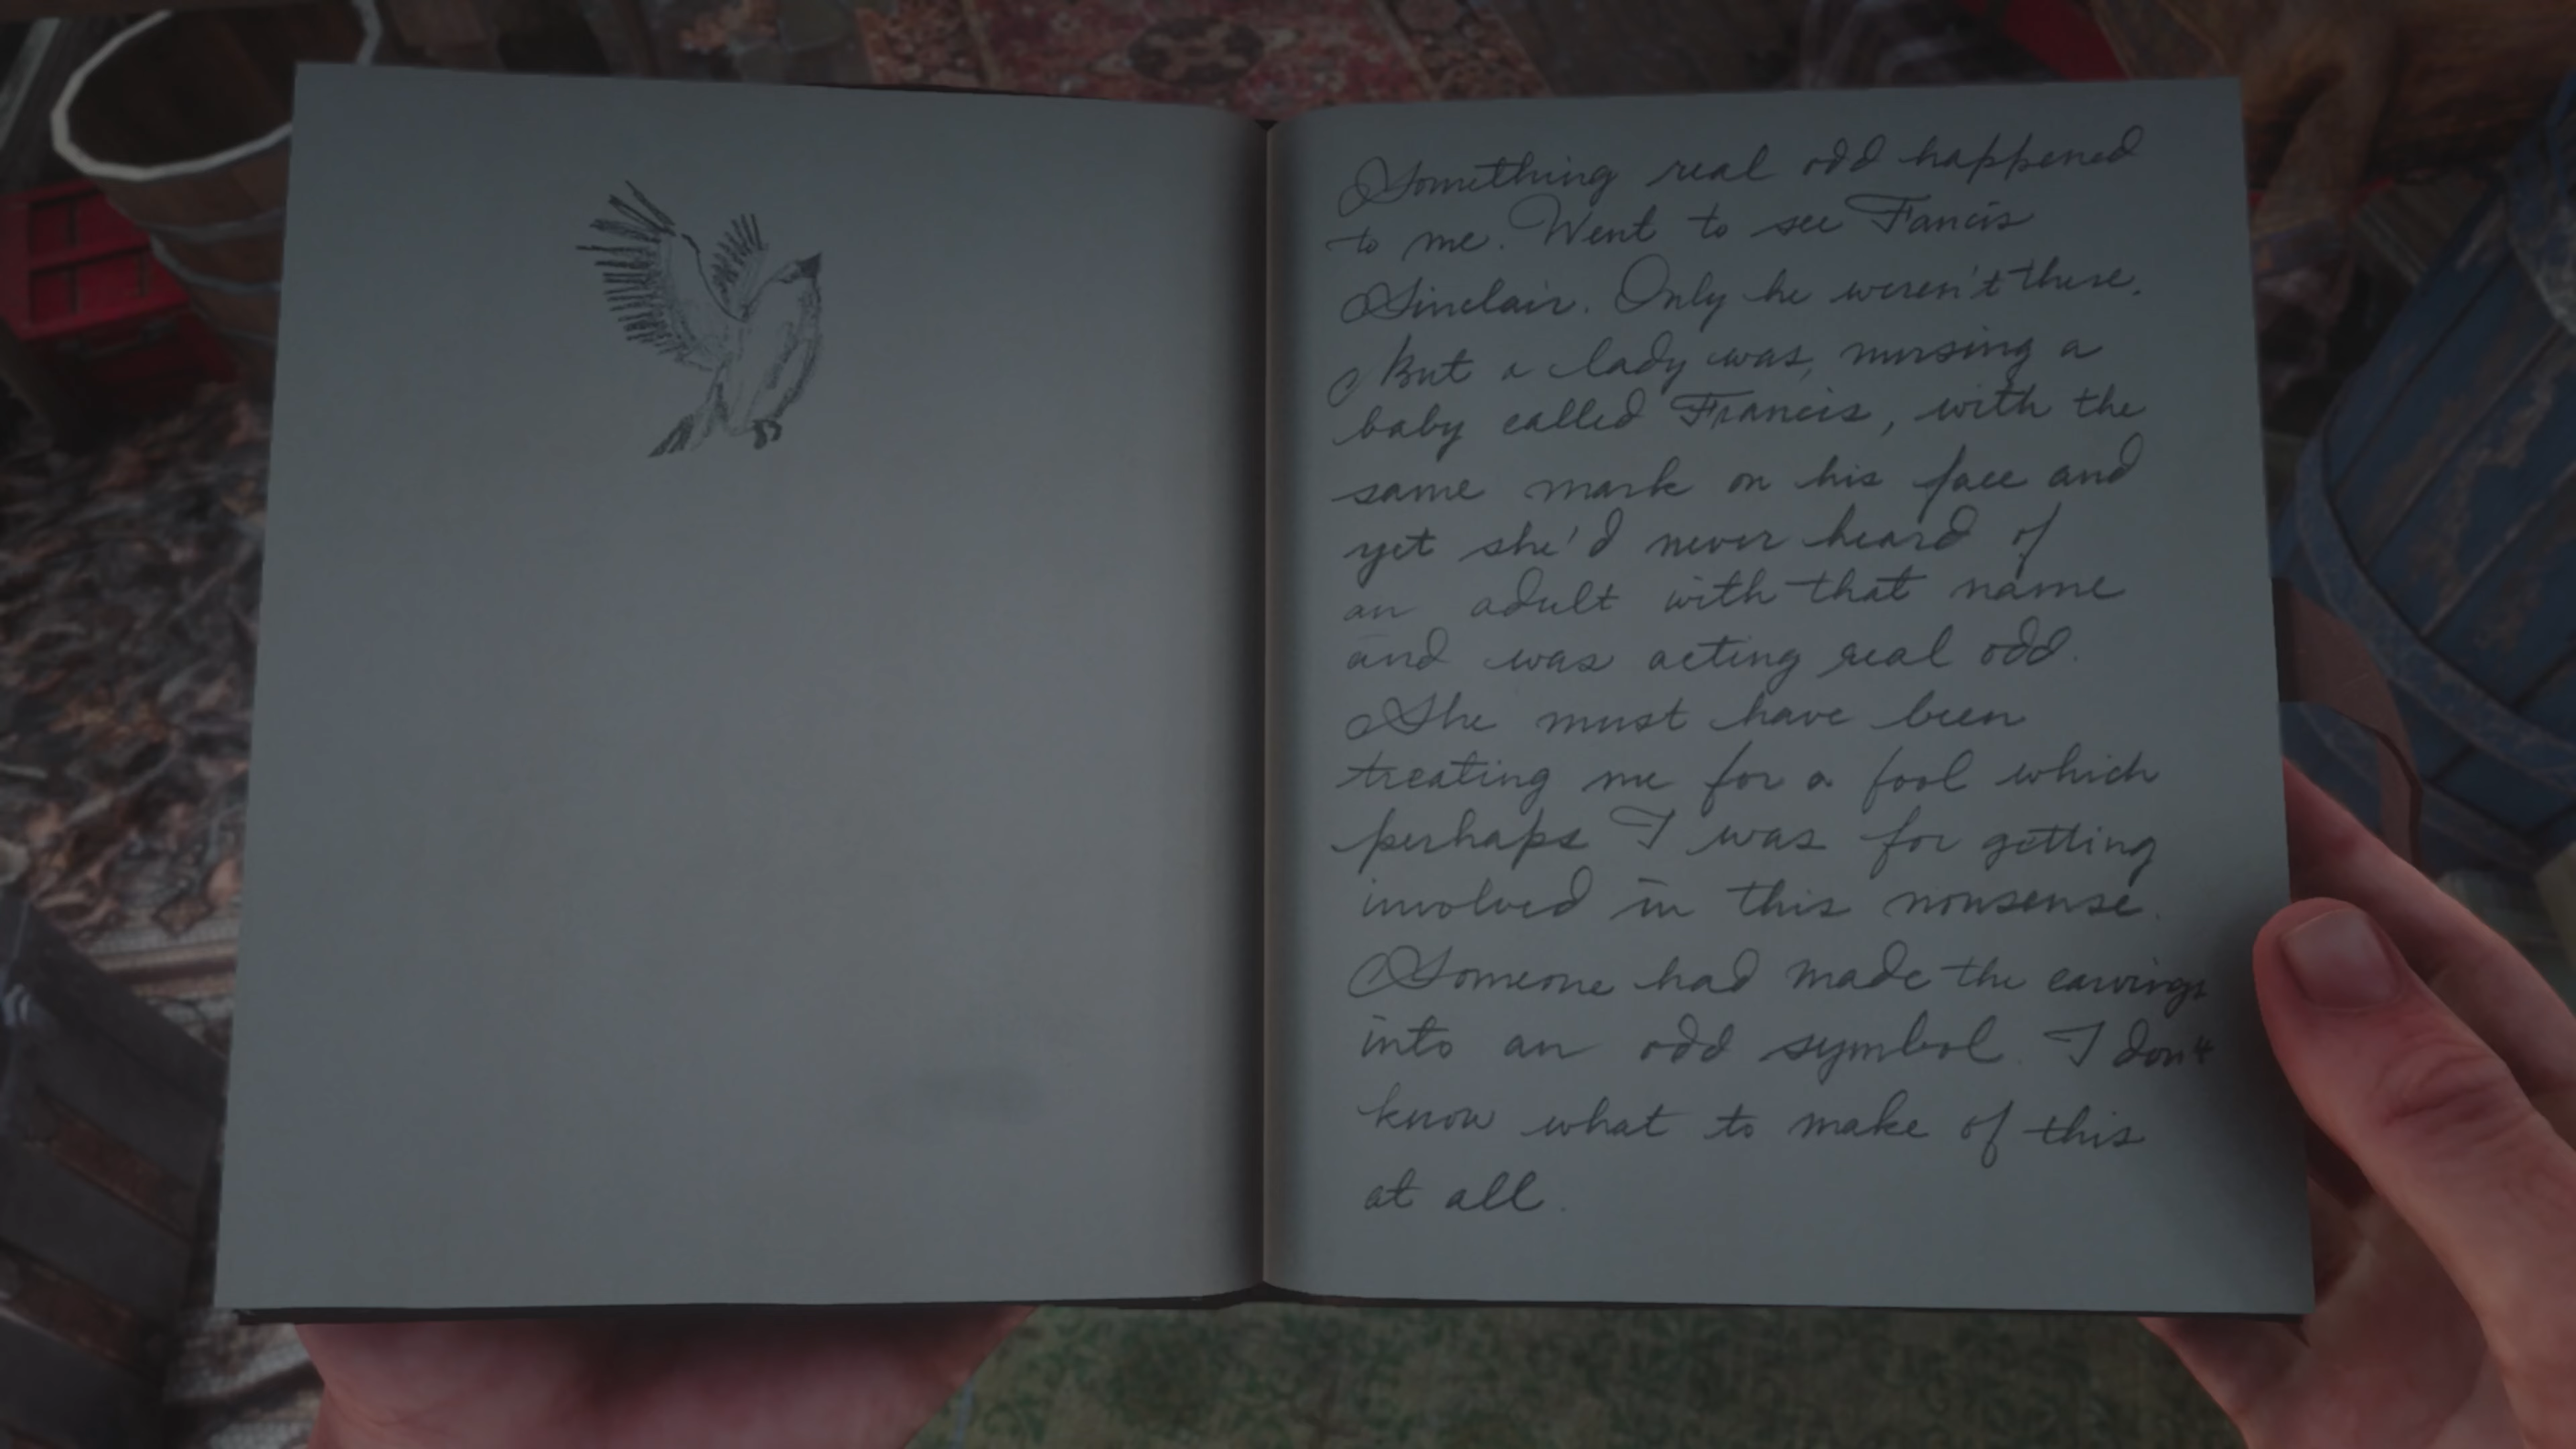 Something real odd happened
to me. Went to see Fancis
Sinclair. Only he weren't there.
But a lady was, nursing a
baby called Francis, with the
same mark on his face and
yet she'd never heard of
an adult with that name
and was acting real odd.
She must have been
treating me for a fool which
perhaps I was for getting
involved in this nonsense.
Someone had made the carvings
into an odd symbol. I don't
know what to make of this
at all.